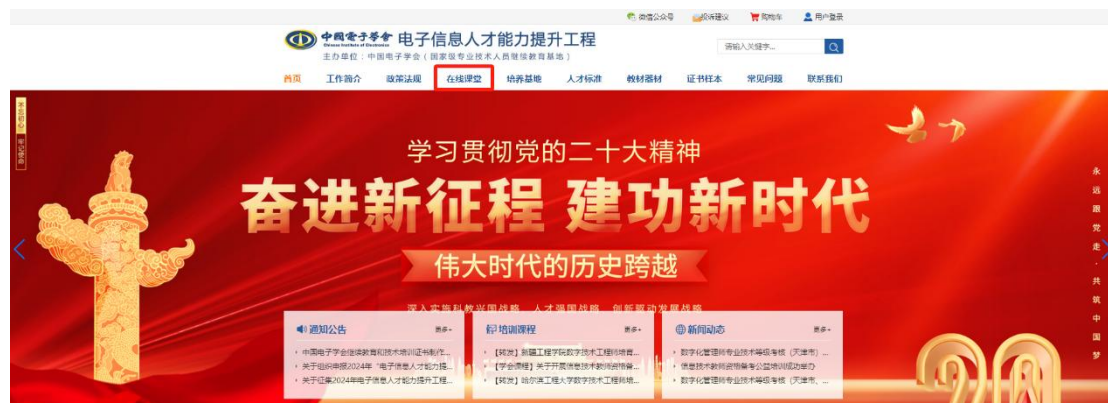 微信公众号 投诉建议 购物车 用户登录
中國電子學會 电子信息人才能力提升工程
Chinese Institute of Electronics
主办单位：中国电子学会（国家级专业技术人员继续教育基地）
请输入关键字...
首页 工作简介 政策法规 在线课堂 培养基地 人才标准 教材器材 证书样本 常见问题 联系我们
不忘初心 牢记使命
学习贯彻党的二十大精神
奋进新征程 建功新时代
伟大时代的历史跨越
深入实施科教兴国战略 人才强国战略 创新驱动发展战略
永远跟党走·共筑中国梦
通知公告 更多+
中国电子学会继续教育和技术培训证书制作...
关于组织申报2024年“电子信息人才能力提...
关于征集2024年电子信息人才能力提升工程...
培训课程 更多+
【转发】新疆工程学院数字技术工程师培育...
【学会课程】关于开展信息技术教师资格备...
【转发】哈尔滨工程大学数字技术工程师培...
新闻动态 更多+
数字化管理师专业技术等级考核（天津市）...
信息技术教师资格备考公益培训成功举办
数字化管理师专业技术等级考核（天津市、...